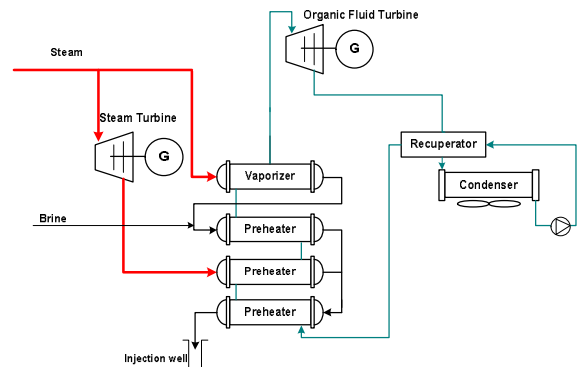 Organic Fluid Turbine
G
Steam
Steam Turbine
G
Recuperator
Vaporizer
Condenser
Brine
Preheater
Preheater
Preheater
Injection well